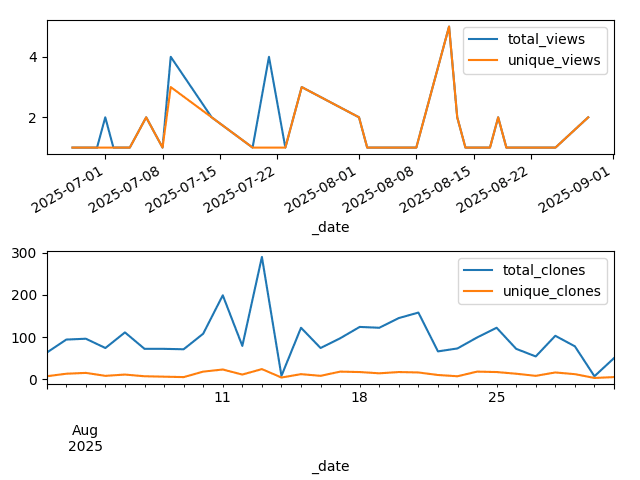 total_views
unique_views
4
2
2025-07-01
2025-07-08
2025-07-15
2025-07-22
2025-08-01
2025-08-08
2025-08-15
2025-08-22
2025-09-01
_date
total_clones
unique_clones
300
200
100
0
11
18
25
Aug
2025
_date